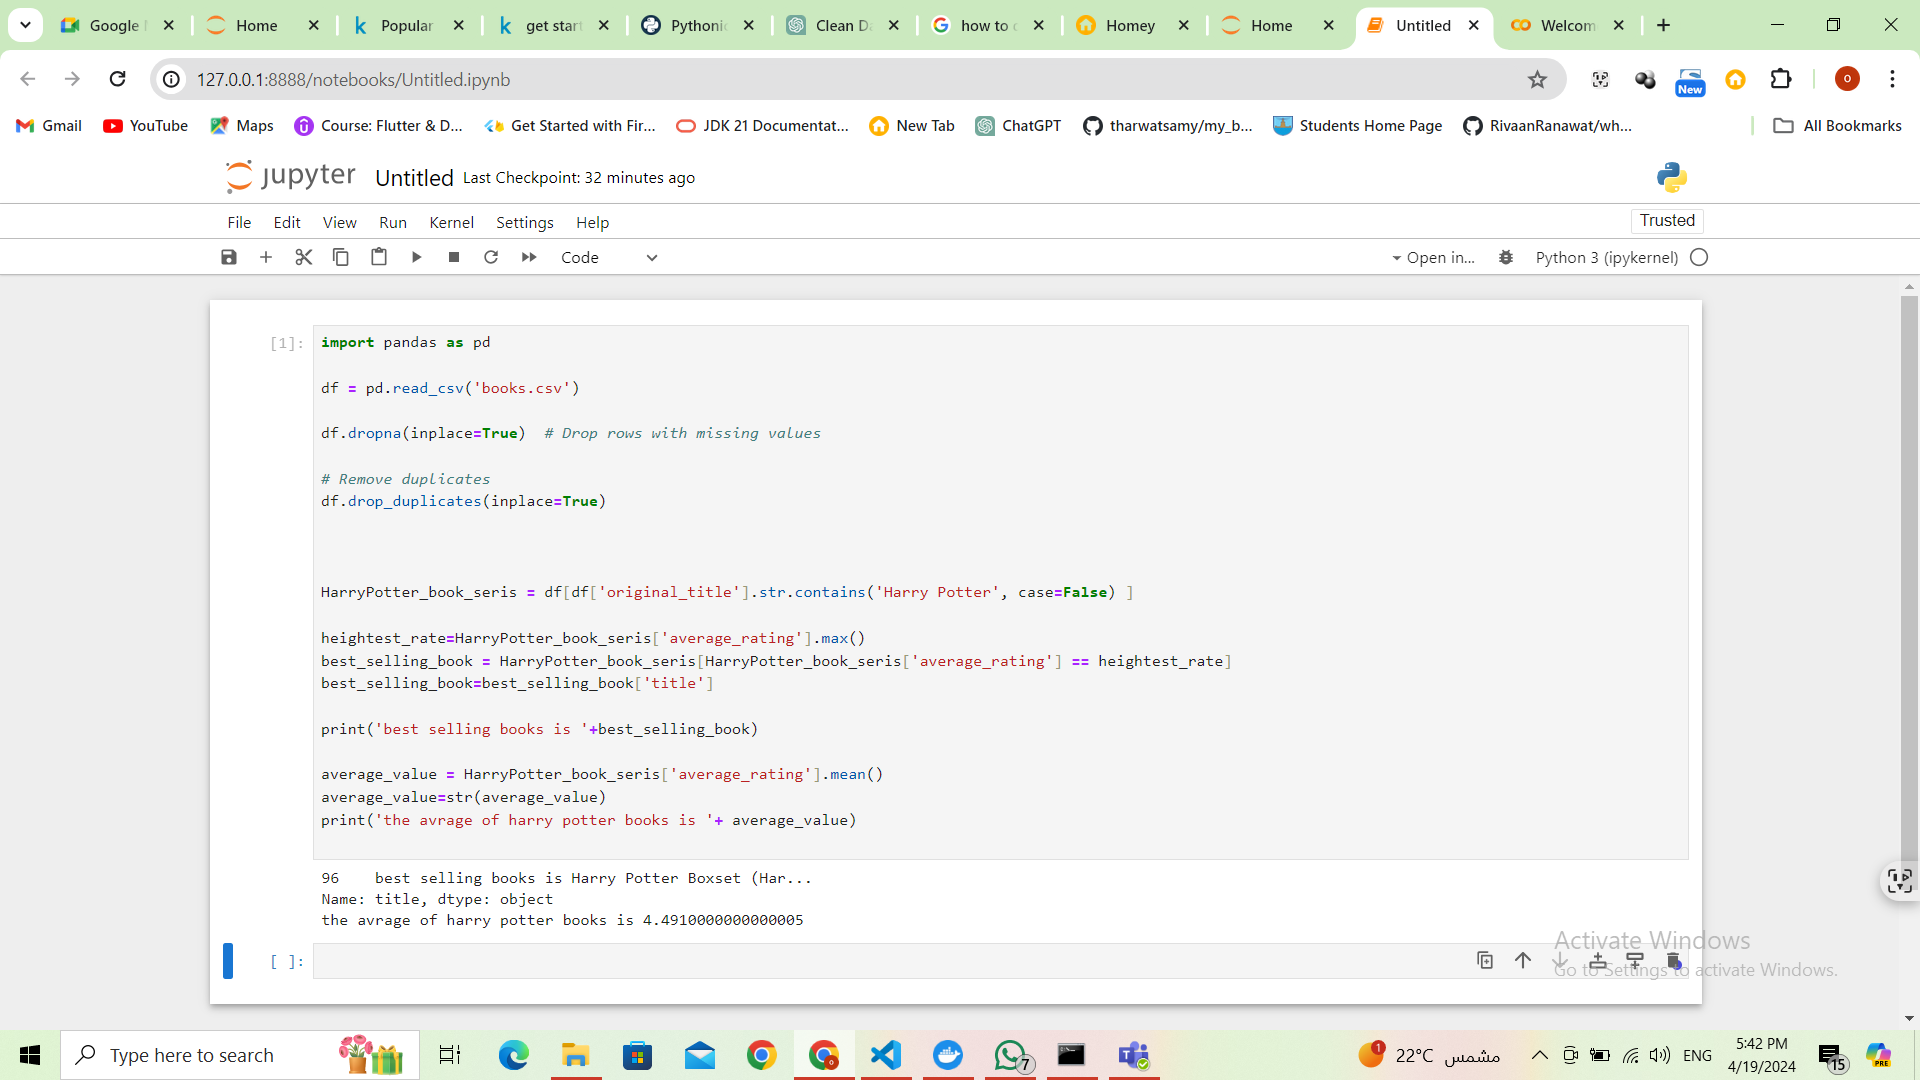 Google
Home
Popular
get start
Pythonic
Clean Da
how to c
Homey
Home
Untitled
Welcom
127.0.0.1:8888/notebooks/Untitled.ipynb
New
o
Gmail
YouTube
Maps
Course: Flutter & D...
Get Started with Fir...
JDK 21 Documentat...
New Tab
ChatGPT
tharwatsamy/my_b...
Students Home Page
RivaanRanawat/wh...
All Bookmarks
jupyter
Untitled
Last Checkpoint: 32 minutes ago
File
Edit
View
Run
Kernel
Settings
Help
Trusted
Code
Open in...
Python 3 (ipykernel)
[1]:
import pandas as pd
df = pd.read_csv('books.csv')
df.dropna(inplace=True)  # Drop rows with missing values
# Remove duplicates
df.drop_duplicates(inplace=True)
HarryPotter_book_seris = df[df['original_title'].str.contains('Harry Potter', case=False) ]
heightest_rate=HarryPotter_book_seris['average_rating'].max()
best_selling_book = HarryPotter_book_seris[HarryPotter_book_seris['average_rating'] == heightest_rate]
best_selling_book=best_selling_book['title']
print('best selling books is '+best_selling_book)
average_value = HarryPotter_book_seris['average_rating'].mean()
average_value=str(average_value)
print('the avrage of harry potter books is '+ average_value)
96    best selling books is Harry Potter Boxset (Har...
Name: title, dtype: object
the avrage of harry potter books is 4.4910000000000005
[ ]:
Activate Windows
Go to Settings to activate Windows.
Type here to search
7
1
22°C
مشمس
ENG
5:42 PM
4/19/2024
15
PRE